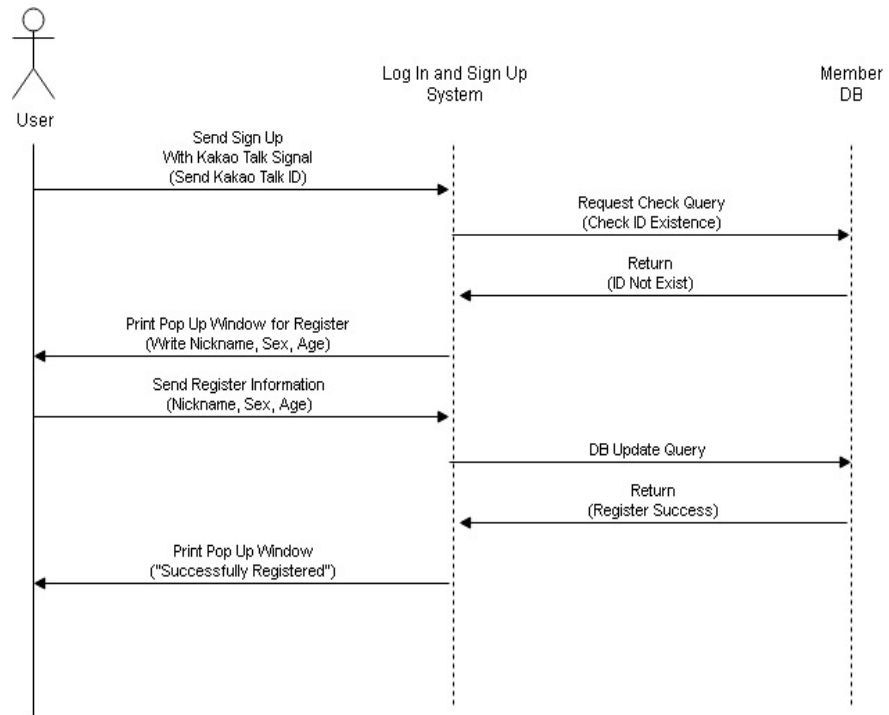 User
Log In and Sign Up
System
Member
DB
Send Sign Up
With Kakao Talk Signal
(Send Kakao Talk ID)
Request Check Query
(Check ID Existence)
Return
(ID Not Exist)
Print Pop Up Window for Register
(Write Nickname, Sex, Age)
Send Register Information
(Nickname, Sex, Age)
DB Update Query
Return
(Register Success)
Print Pop Up Window
("Successfully Registered")